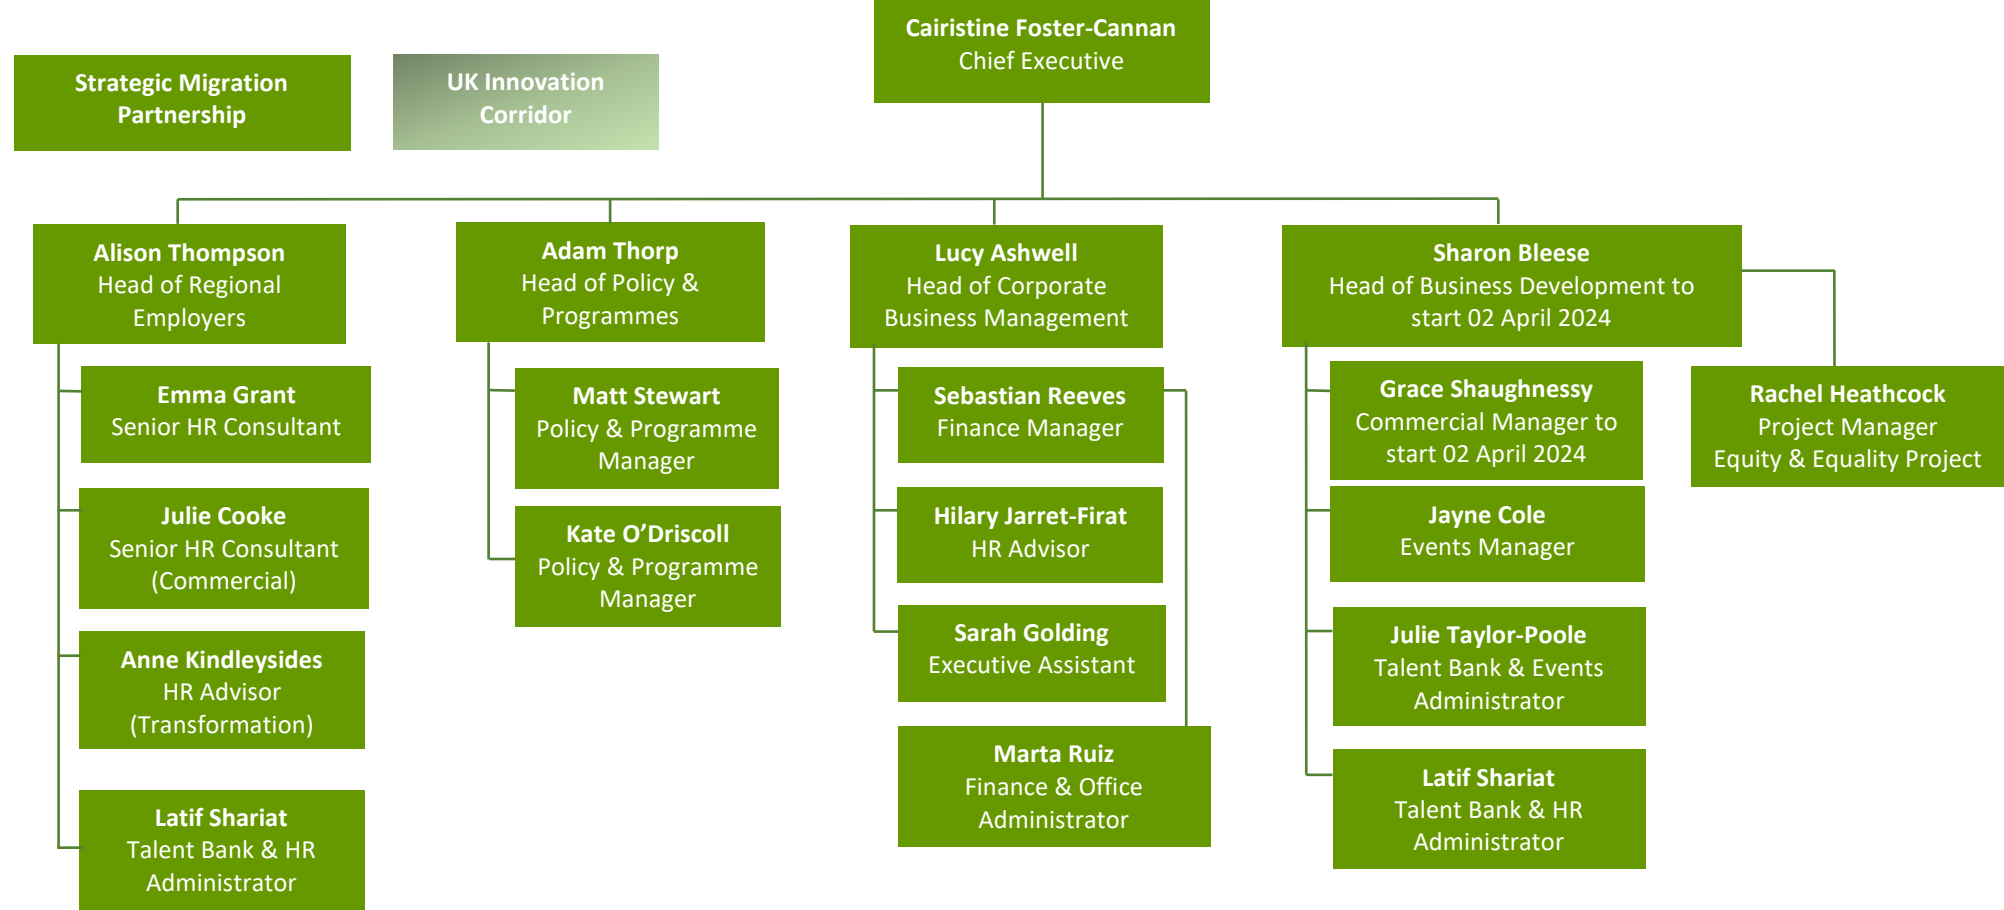 Cairistine Foster-Cannan
Chief Executive
Strategic Migration
Partnership
UK Innovation
Corridor
Alison Thompson
Head of Regional
Employers
Emma Grant
Senior HR Consultant
Julie Cooke
Senior HR Consultant
(Commercial)
Anne Kindleysides
HR Advisor
(Transformation)
Latif Shariat
Talent Bank & HR
Administrator
Adam Thorp
Head of Policy &
Programmes
Matt Stewart
Policy & Programme
Manager
Kate O’Driscoll
Policy & Programme
Manager
Lucy Ashwell
Head of Corporate
Business Management
Sebastian Reeves
Finance Manager
Hilary Jarret-Firat
HR Advisor
Sarah Golding
Executive Assistant
Marta Ruiz
Finance & Office
Administrator
Sharon Bleese
Head of Business Development to
start 02 April 2024
Grace Shaughnessy
Commercial Manager to
start 02 April 2024
Jayne Cole
Events Manager
Julie Taylor-Poole
Talent Bank & Events
Administrator
Latif Shariat
Talent Bank & HR
Administrator
Rachel Heathcock
Project Manager
Equity & Equality Project